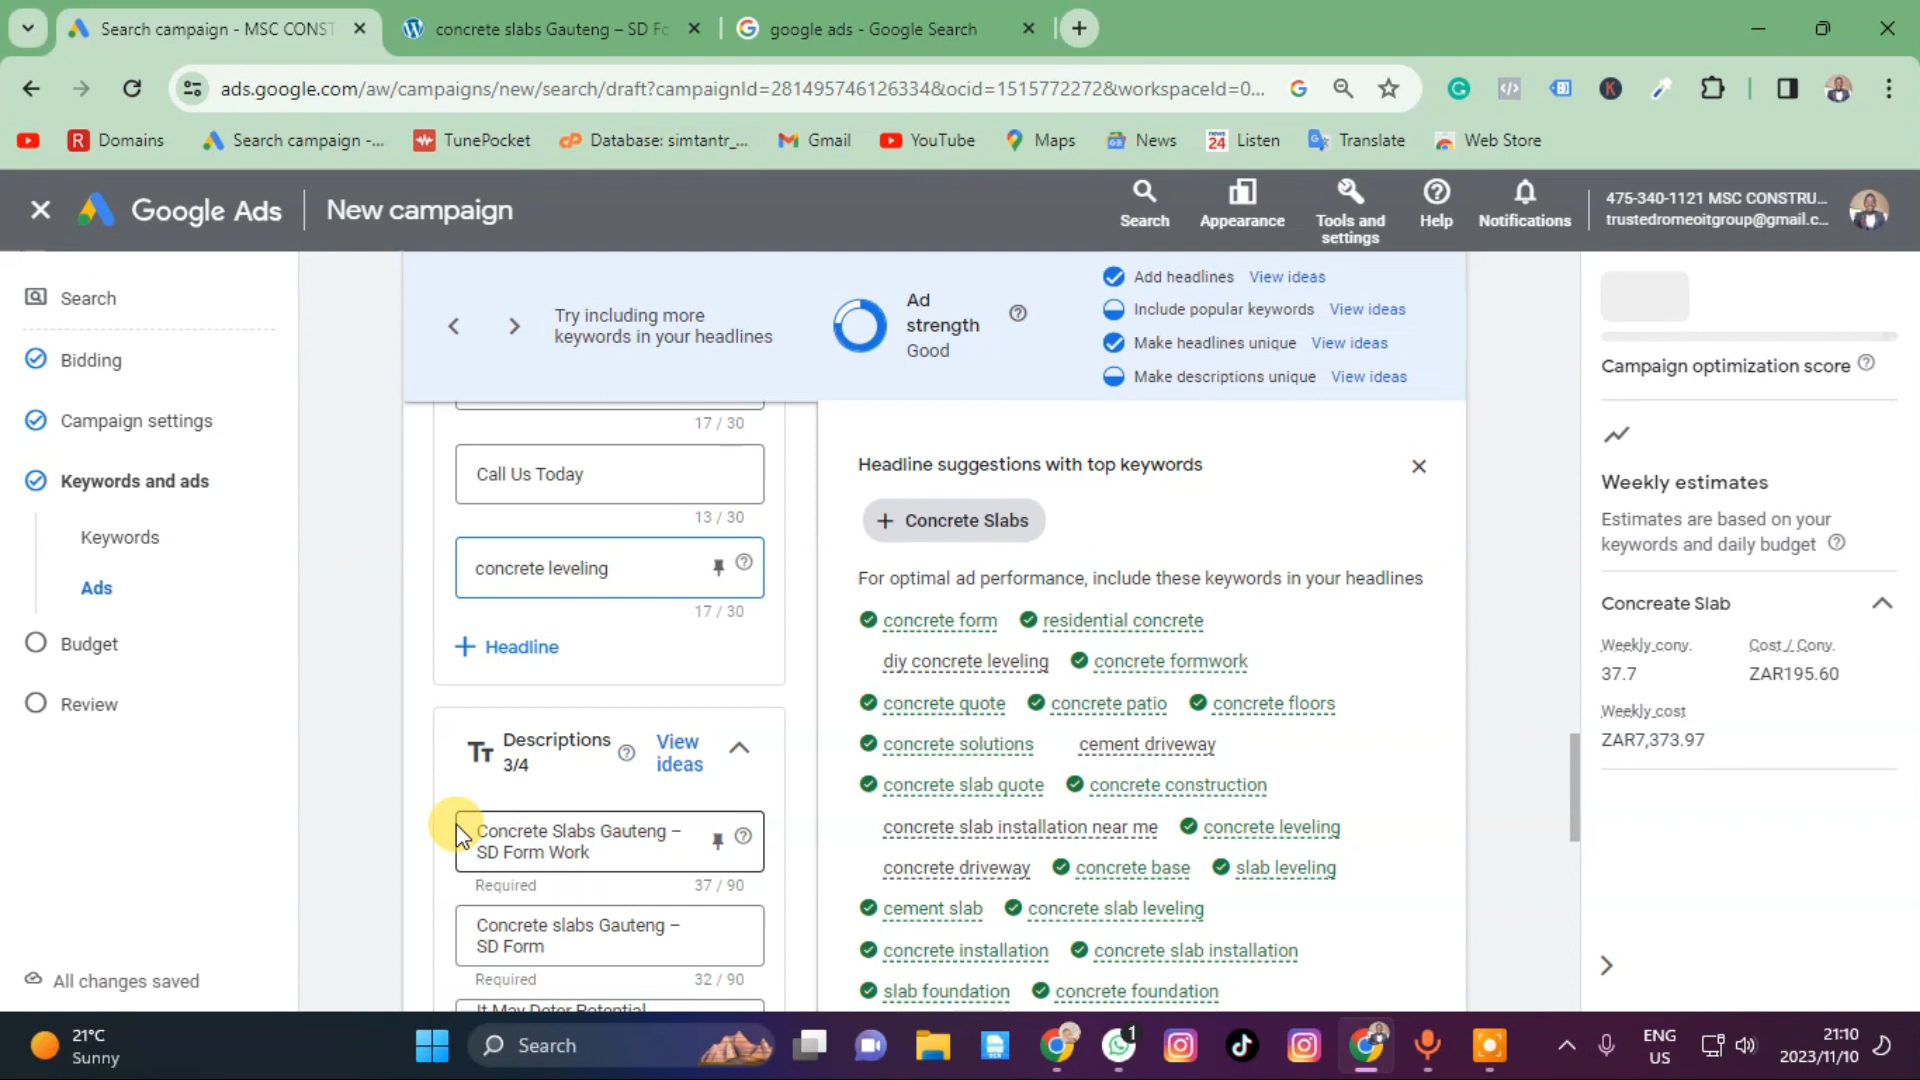 Search campaign - MSC CONST
concrete slabs Gauteng – SD Fo
google ads - Google Search
ads.google.com/aw/campaigns/new/search/draft?campaignId=281495746126334&ocid=1515772272&workspaceId=0...
Domains
Search campaign -...
TunePocket
Database: simtantr_...
Gmail
YouTube
Maps
News
Listen
Translate
Web Store
Google Ads
New campaign
Search
Appearance
Tools and settings
Help
Notifications
475-340-1121 MSC CONSTRU...
trustedromeoitgroup@gmail.c...
Search
Bidding
Campaign settings
Keywords and ads
Keywords
Ads
Budget
Review
All changes saved
Try including more
keywords in your headlines
Ad
strength
Good
Add headlines View ideas
Include popular keywords View ideas
Make headlines unique View ideas
Make descriptions unique View ideas
17 / 30
Call Us Today
13 / 30
concrete leveling
17 / 30
+ Headline
Descriptions
3/4
View
ideas
Concrete Slabs Gauteng –
SD Form Work
Required 37 / 90
Concrete slabs Gauteng –
SD Form
Required 32 / 90
It May Deter Potential
Headline suggestions with top keywords
+ Concrete Slabs
For optimal ad performance, include these keywords in your headlines
concrete form residential concrete
diy concrete leveling concrete formwork
concrete quote concrete patio concrete floors
concrete solutions cement driveway
concrete slab quote concrete construction
concrete slab installation near me concrete leveling
concrete driveway concrete base slab leveling
cement slab concrete slab leveling
concrete installation concrete slab installation
slab foundation concrete foundation
Campaign optimization score
Weekly estimates
Estimates are based on your
keywords and daily budget
Concreate Slab
Weekly conv. Cost / Conv.
37.7 ZAR195.60
Weekly cost
ZAR7,373.97
21°C
Sunny
Search
1
ENG
US
21:10
2023/11/10